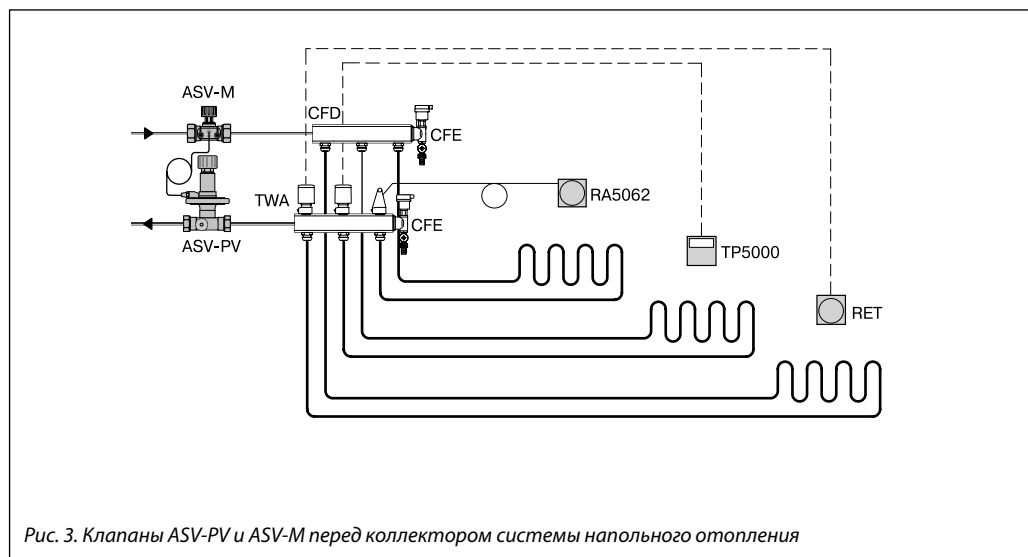 ASV-M
CFD
CFE
TWA
RA5062
CFE
ASV-PV
TP5000
RET
Рис. 3. Клапаны ASV-PV и ASV-M перед коллектором системы напольного отопления